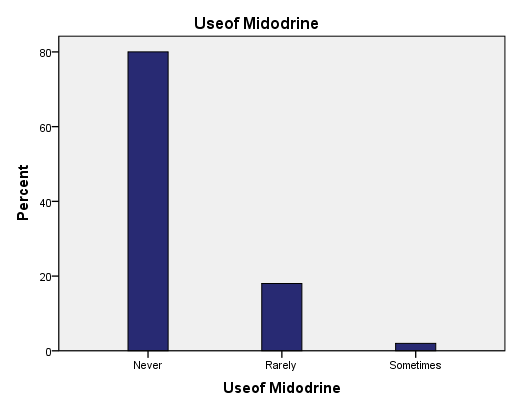 Useof Midodrine
Percent
80
60
40
20
0
Never Rarely Sometimes
Useof Midodrine